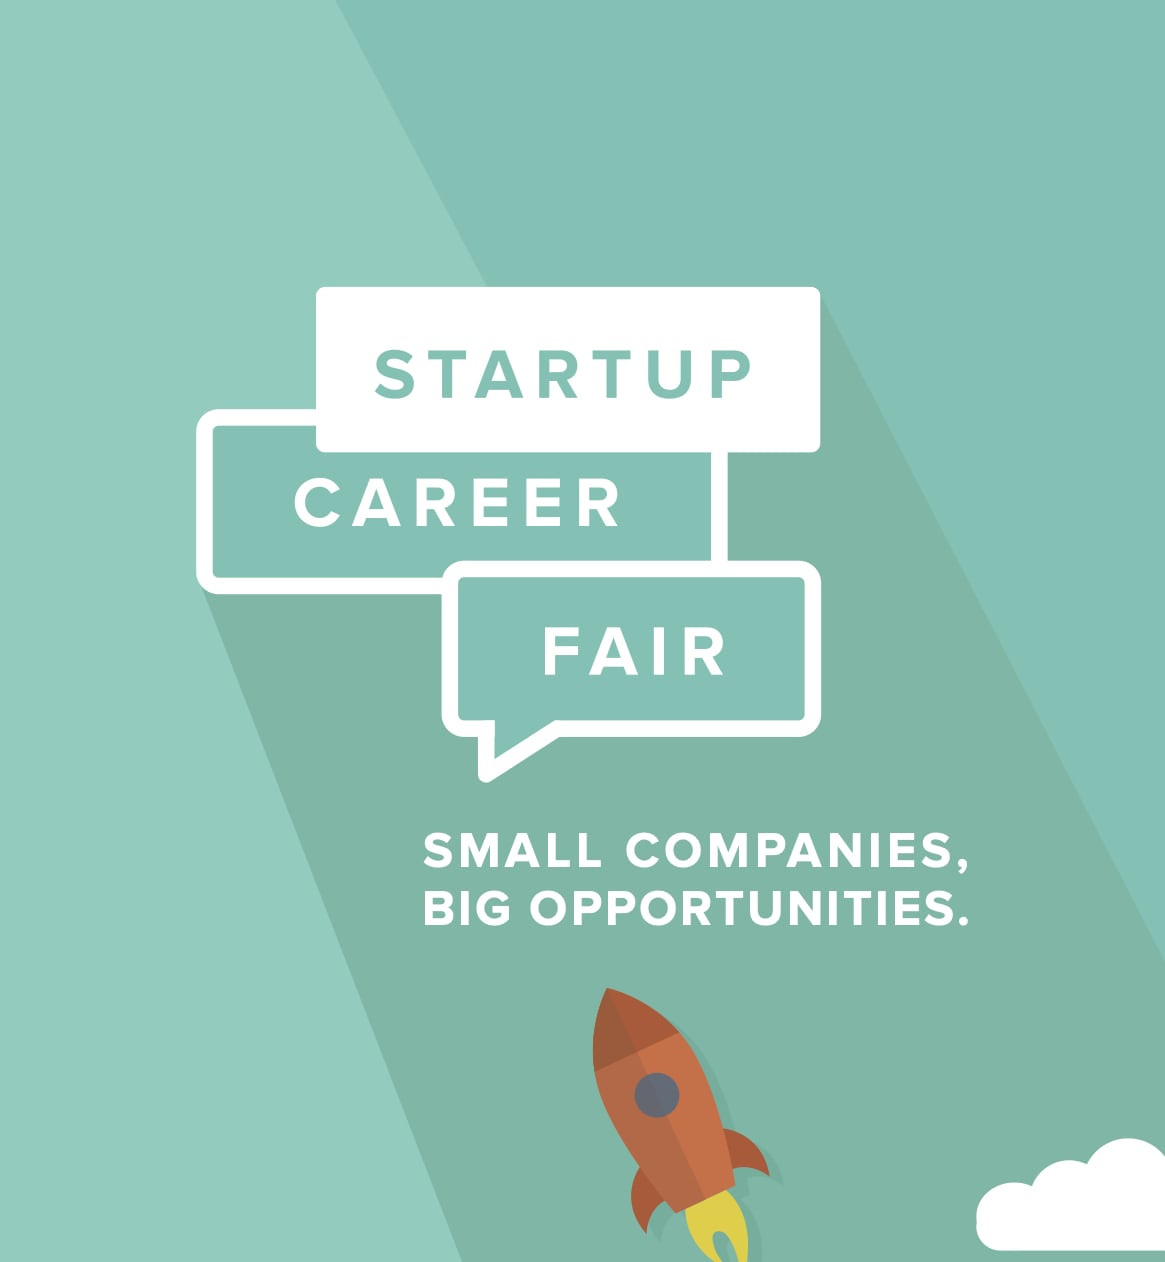 STARTUP
CAREER
FAIR
SMALL COMPANIES,
BIG OPPORTUNITIES.